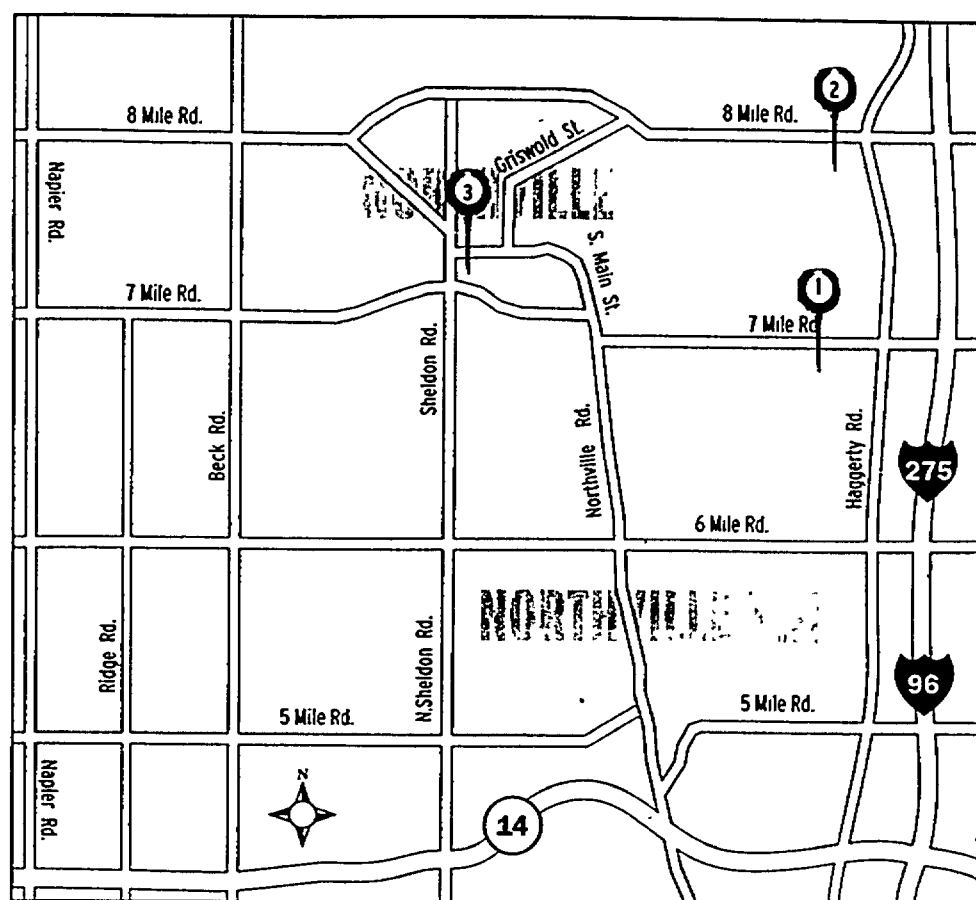 8 Mile Rd.
8 Mile Rd.
2
Griswold St.
3
Napier Rd.
S. Main St.
7 Mile Rd.
1
7 Mile Rd
Sheldon Rd.
Beck Rd.
Northville Rd.
Haggerty Rd.
275
6 Mile Rd.
Ridge Rd.
N.Sheldon Rd.
96
5 Mile Rd.
5 Mile Rd.
N
Napier Rd.
14